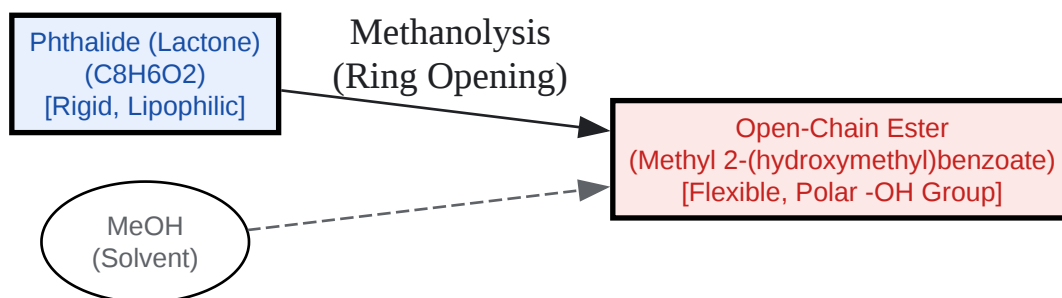 Phthalide (Lactone)
(C8H6O2)
[Rigid, Lipophilic]
Methanolysis
(Ring Opening)
Open-Chain Ester
(Methyl 2-(hydroxymethyl)benzoate)
[Flexible, Polar -OH Group]
MeOH
(Solvent)